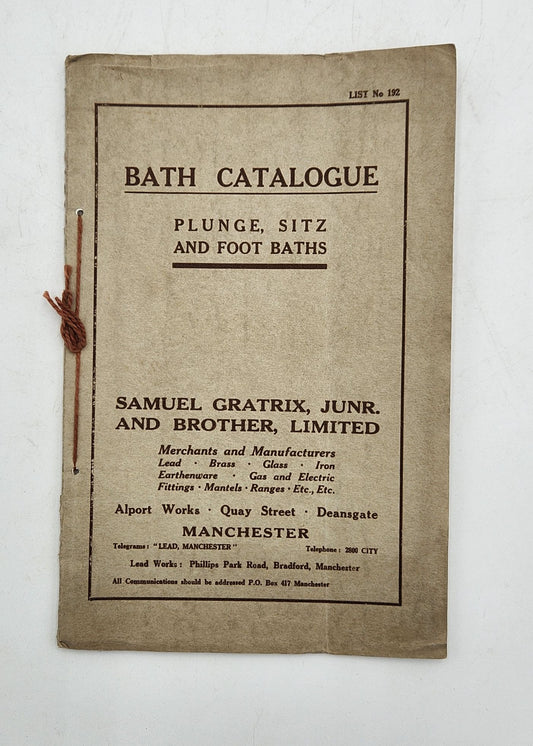 LIST No 192
BATH CATALOGUE
PLUNGE, SITZ
AND FOOT BATHS
SAMUEL GRATRIX, JUNR.
AND BROTHER, LIMITED
Merchants and Manufacturers
Lead · Brass · Glass · Iron
Earthenware · Gas and Electric
Fittings · Mantels · Ranges · Etc., Etc.
Alport Works · Quay Street · Deansgate
MANCHESTER
Telegrams: "LEAD, MANCHESTER" Telephone: 2800 CITY
Lead Works: Phillips Park Road, Bradford, Manchester
All Communications should be addressed P.O. Box 417 Manchester